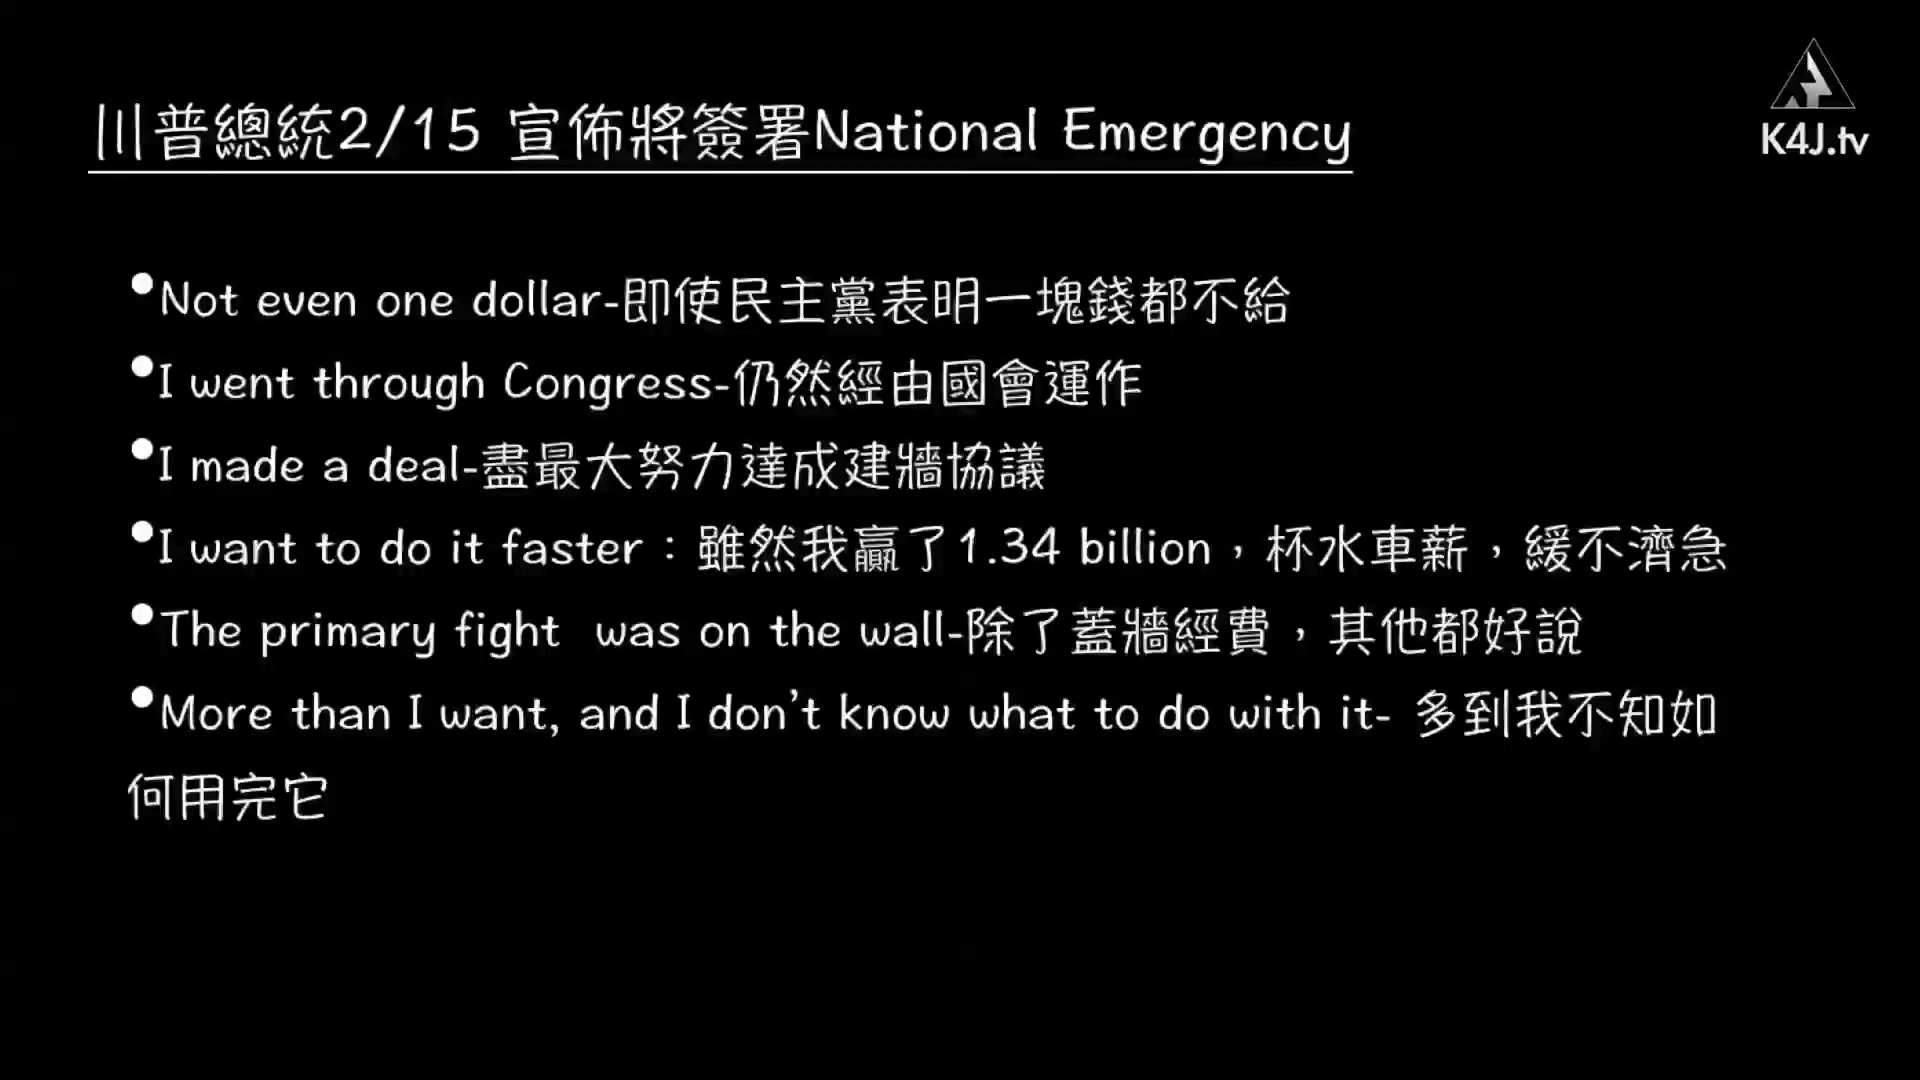 K4J.tv
川普總統2/15 宣佈將簽署National Emergency
•Not even one dollar-即使民主黨表明一塊錢都不給
•I went through Congress-仍然經由國會運作
•I made a deal-盡最大努力達成建牆協議
•I want to do it faster：雖然我贏了1.34 billion，杯水車薪，緩不濟急
•The primary fight  was on the wall-除了蓋牆經費，其他都好說
•More than I want, and I don’t know what to do with it- 多到我不知如
何用完它